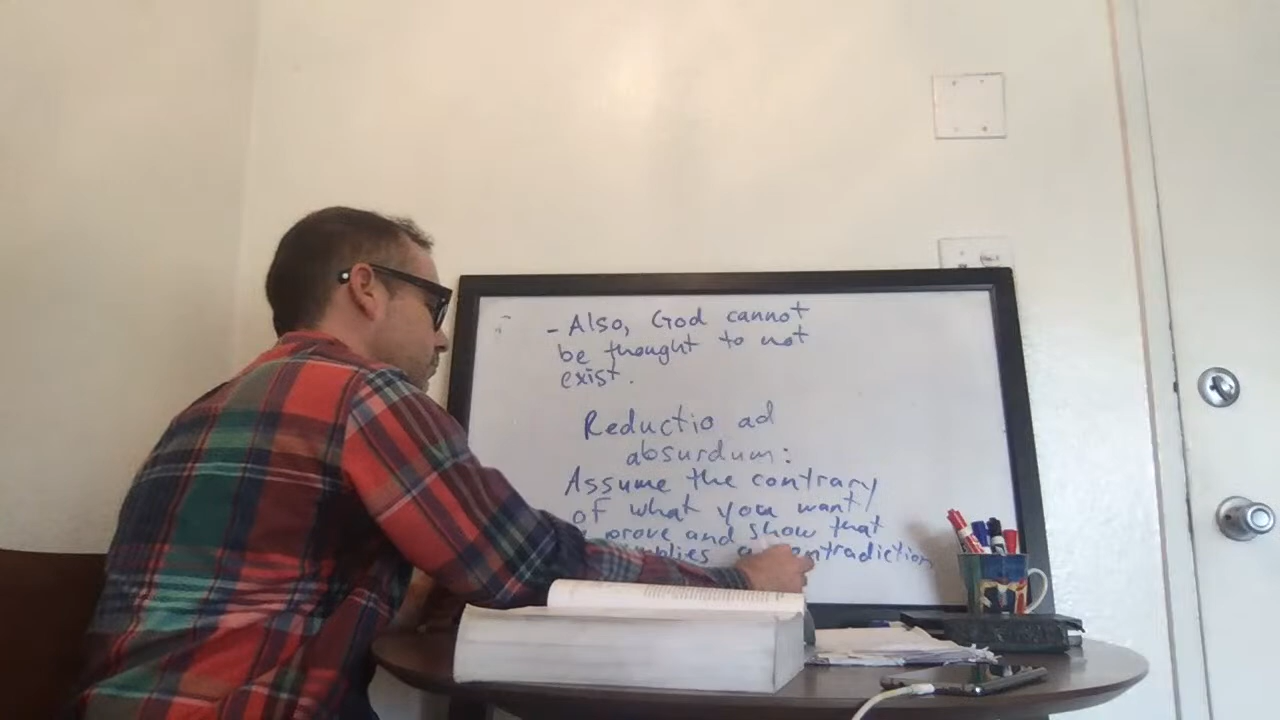 - Also, God cannot
be thought to not
exist.
Reductio ad
absurdum:
Assume the contrary
of what you want
prove and show that